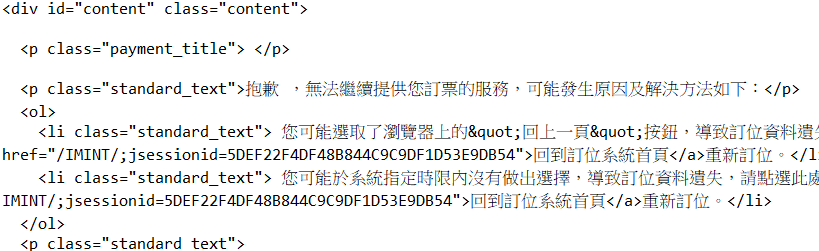 <div id="content" class="content">
<p class="payment_title"> </p>
<p class="standard_text">抱歉 ，無法繼續提供您訂票的服務，可能發生原因及解決方法如下：</p>
<ol>
<li class="standard_text"> 您可能選取了瀏覽器上的&quot;回上一頁&quot;按鈕，導致訂位資料遺失
href="/IMINT/;jsessionid=5DEF22F4DF48B844C9C9DF1D53E9DB54">回到訂位系統首頁</a>重新訂位。</li
<li class="standard_text"> 您可能於系統指定時限內沒有做出選擇，導致訂位資料遺失，請點選此處
IMINT/;jsessionid=5DEF22F4DF48B844C9C9DF1D53E9DB54">回到訂位系統首頁</a>重新訂位。</li>
</ol>
<p class="standard_text">